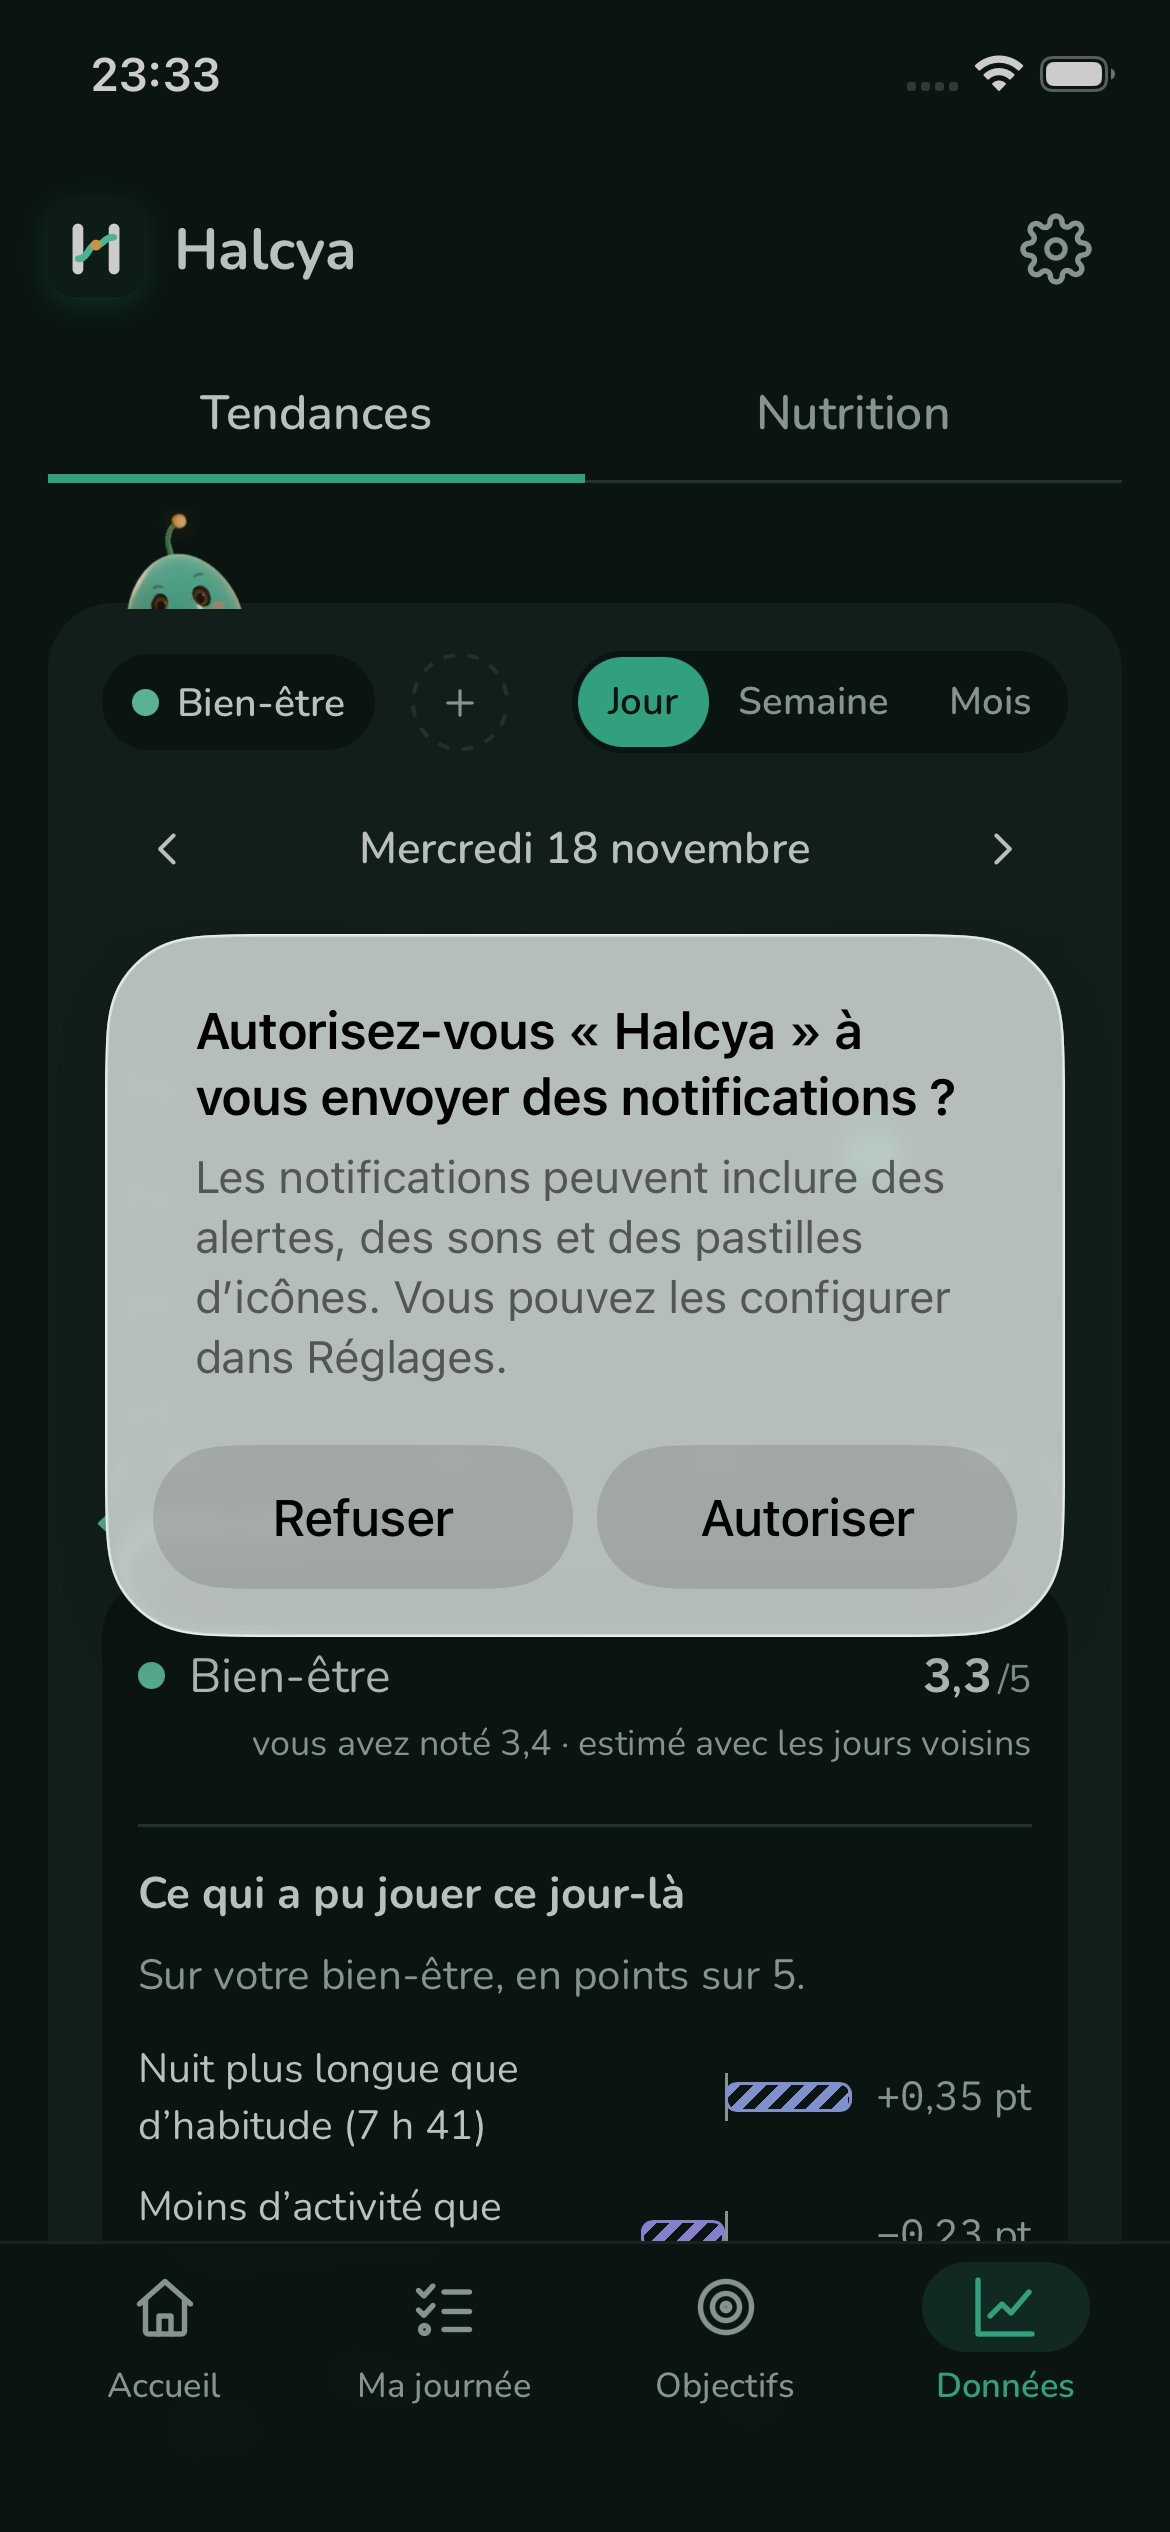 23:33
Halcya
Tendances
Nutrition
Bien-être
+
Jour
Semaine
Mois
Mercredi 18 novembre
Autorisez-vous « Halcya » à
vous envoyer des notifications ?
Les notifications peuvent inclure des
alertes, des sons et des pastilles
d’icônes. Vous pouvez les configurer
dans Réglages.
Refuser
Autoriser
Bien-être
3,3/5
vous avez noté 3,4 · estimé avec les jours voisins
Ce qui a pu jouer ce jour-là
Sur votre bien-être, en points sur 5.
Nuit plus longue que
d’habitude (7 h 41)
+0,35 pt
Moins d’activité que
−0,23 pt
Accueil
Ma journée
Objectifs
Données